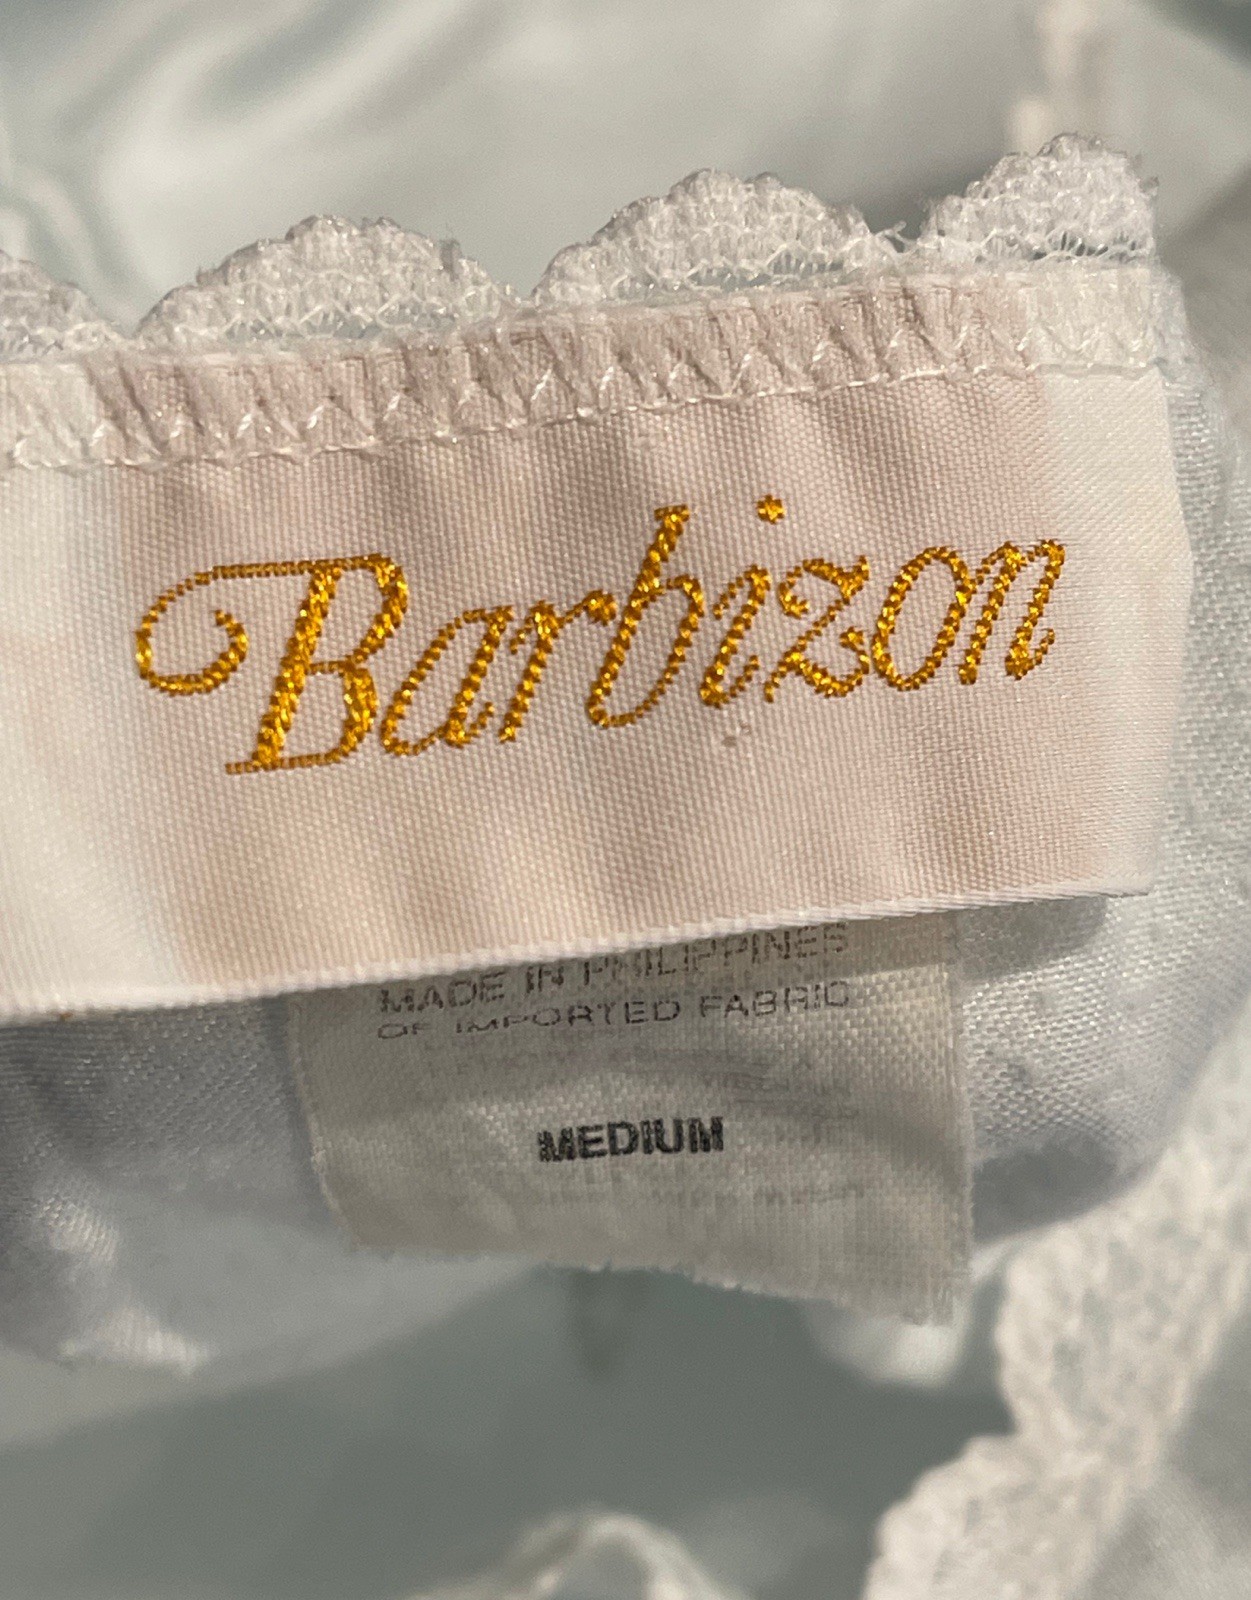 Barbizon
MADE IN PHILIPPINES
OF IMPORTED FABRIC
MEDIUM